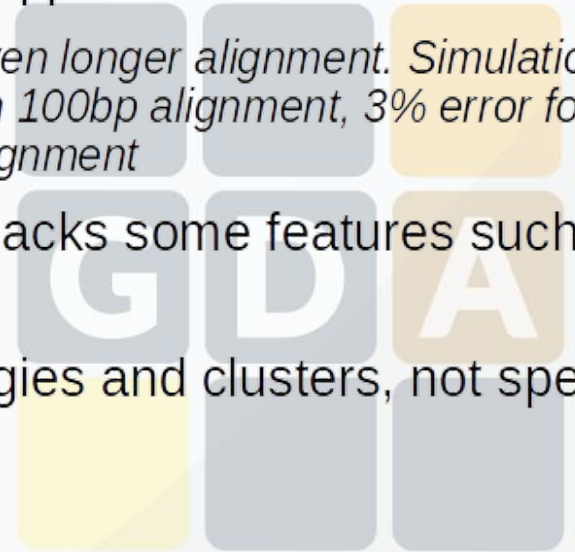 en longer alignment. Simulatio
100bp alignment, 3% error fo
gnment
acks some features such
G D A
gies and clusters, not spe